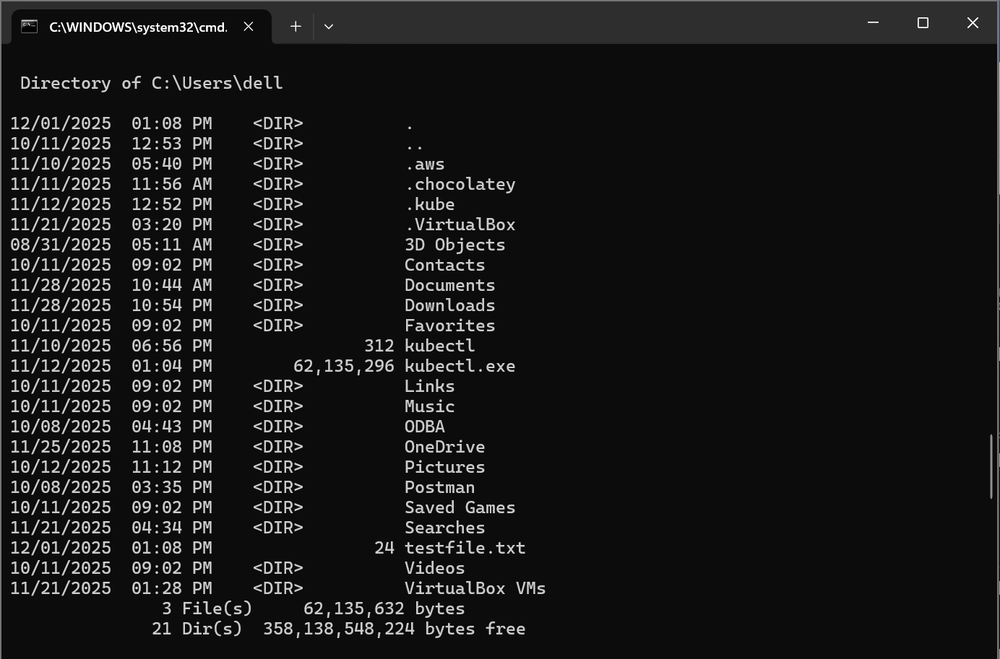 C:\WINDOWS\system32\cmd.
Directory of C:\Users\dell
12/01/2025  01:08 PM    <DIR>          .
10/11/2025  12:53 PM    <DIR>          ..
11/10/2025  05:40 PM    <DIR>          .aws
11/11/2025  11:56 AM    <DIR>          .chocolatey
11/12/2025  12:52 PM    <DIR>          .kube
11/21/2025  03:20 PM    <DIR>          .VirtualBox
08/31/2025  05:11 AM    <DIR>          3D Objects
10/11/2025  09:02 PM    <DIR>          Contacts
11/28/2025  10:44 AM    <DIR>          Documents
11/28/2025  10:54 PM    <DIR>          Downloads
10/11/2025  09:02 PM    <DIR>          Favorites
11/10/2025  06:56 PM               312 kubectl
11/12/2025  01:04 PM        62,135,296 kubectl.exe
10/11/2025  09:02 PM    <DIR>          Links
10/11/2025  09:02 PM    <DIR>          Music
10/08/2025  04:43 PM    <DIR>          ODBA
11/25/2025  11:08 PM    <DIR>          OneDrive
10/12/2025  11:12 PM    <DIR>          Pictures
10/08/2025  03:35 PM    <DIR>          Postman
10/11/2025  09:02 PM    <DIR>          Saved Games
11/21/2025  04:34 PM    <DIR>          Searches
12/01/2025  01:08 PM                24 testfile.txt
10/11/2025  09:02 PM    <DIR>          Videos
11/21/2025  01:28 PM    <DIR>          VirtualBox VMs
3 File(s)     62,135,632 bytes
21 Dir(s)  358,138,548,224 bytes free